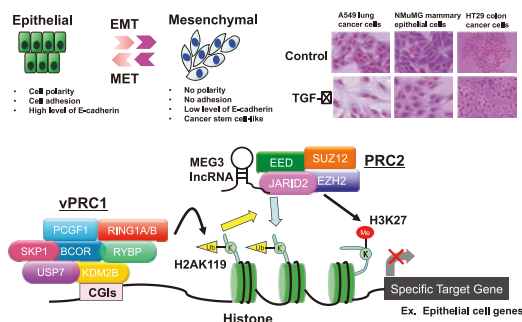 Epithelial
EMT
MET
Mesenchymal
• Cell polarity
• Cell adhesion
• High level of E-cadherin
• No polarity
• No adhesion
• Low level of E-cadherin
• Cancer stem cell-like
A549 lung
cancer cells
NMuMG mammary
epithelial cells
HT29 colon
cancer cells
Control
TGF-
MEG3
lncRNA
EED
SUZ12
JARID2
EZH2
PRC2
vPRC1
PCGF1
RING1A/B
SKP1
BCOR
RYBP
USP7
KDM2B
CGIs
Ub
K
H2AK119
Ub
K
Me
K
H3K27
Histone
Specific Target Gene
Ex. Epithelial cell genes